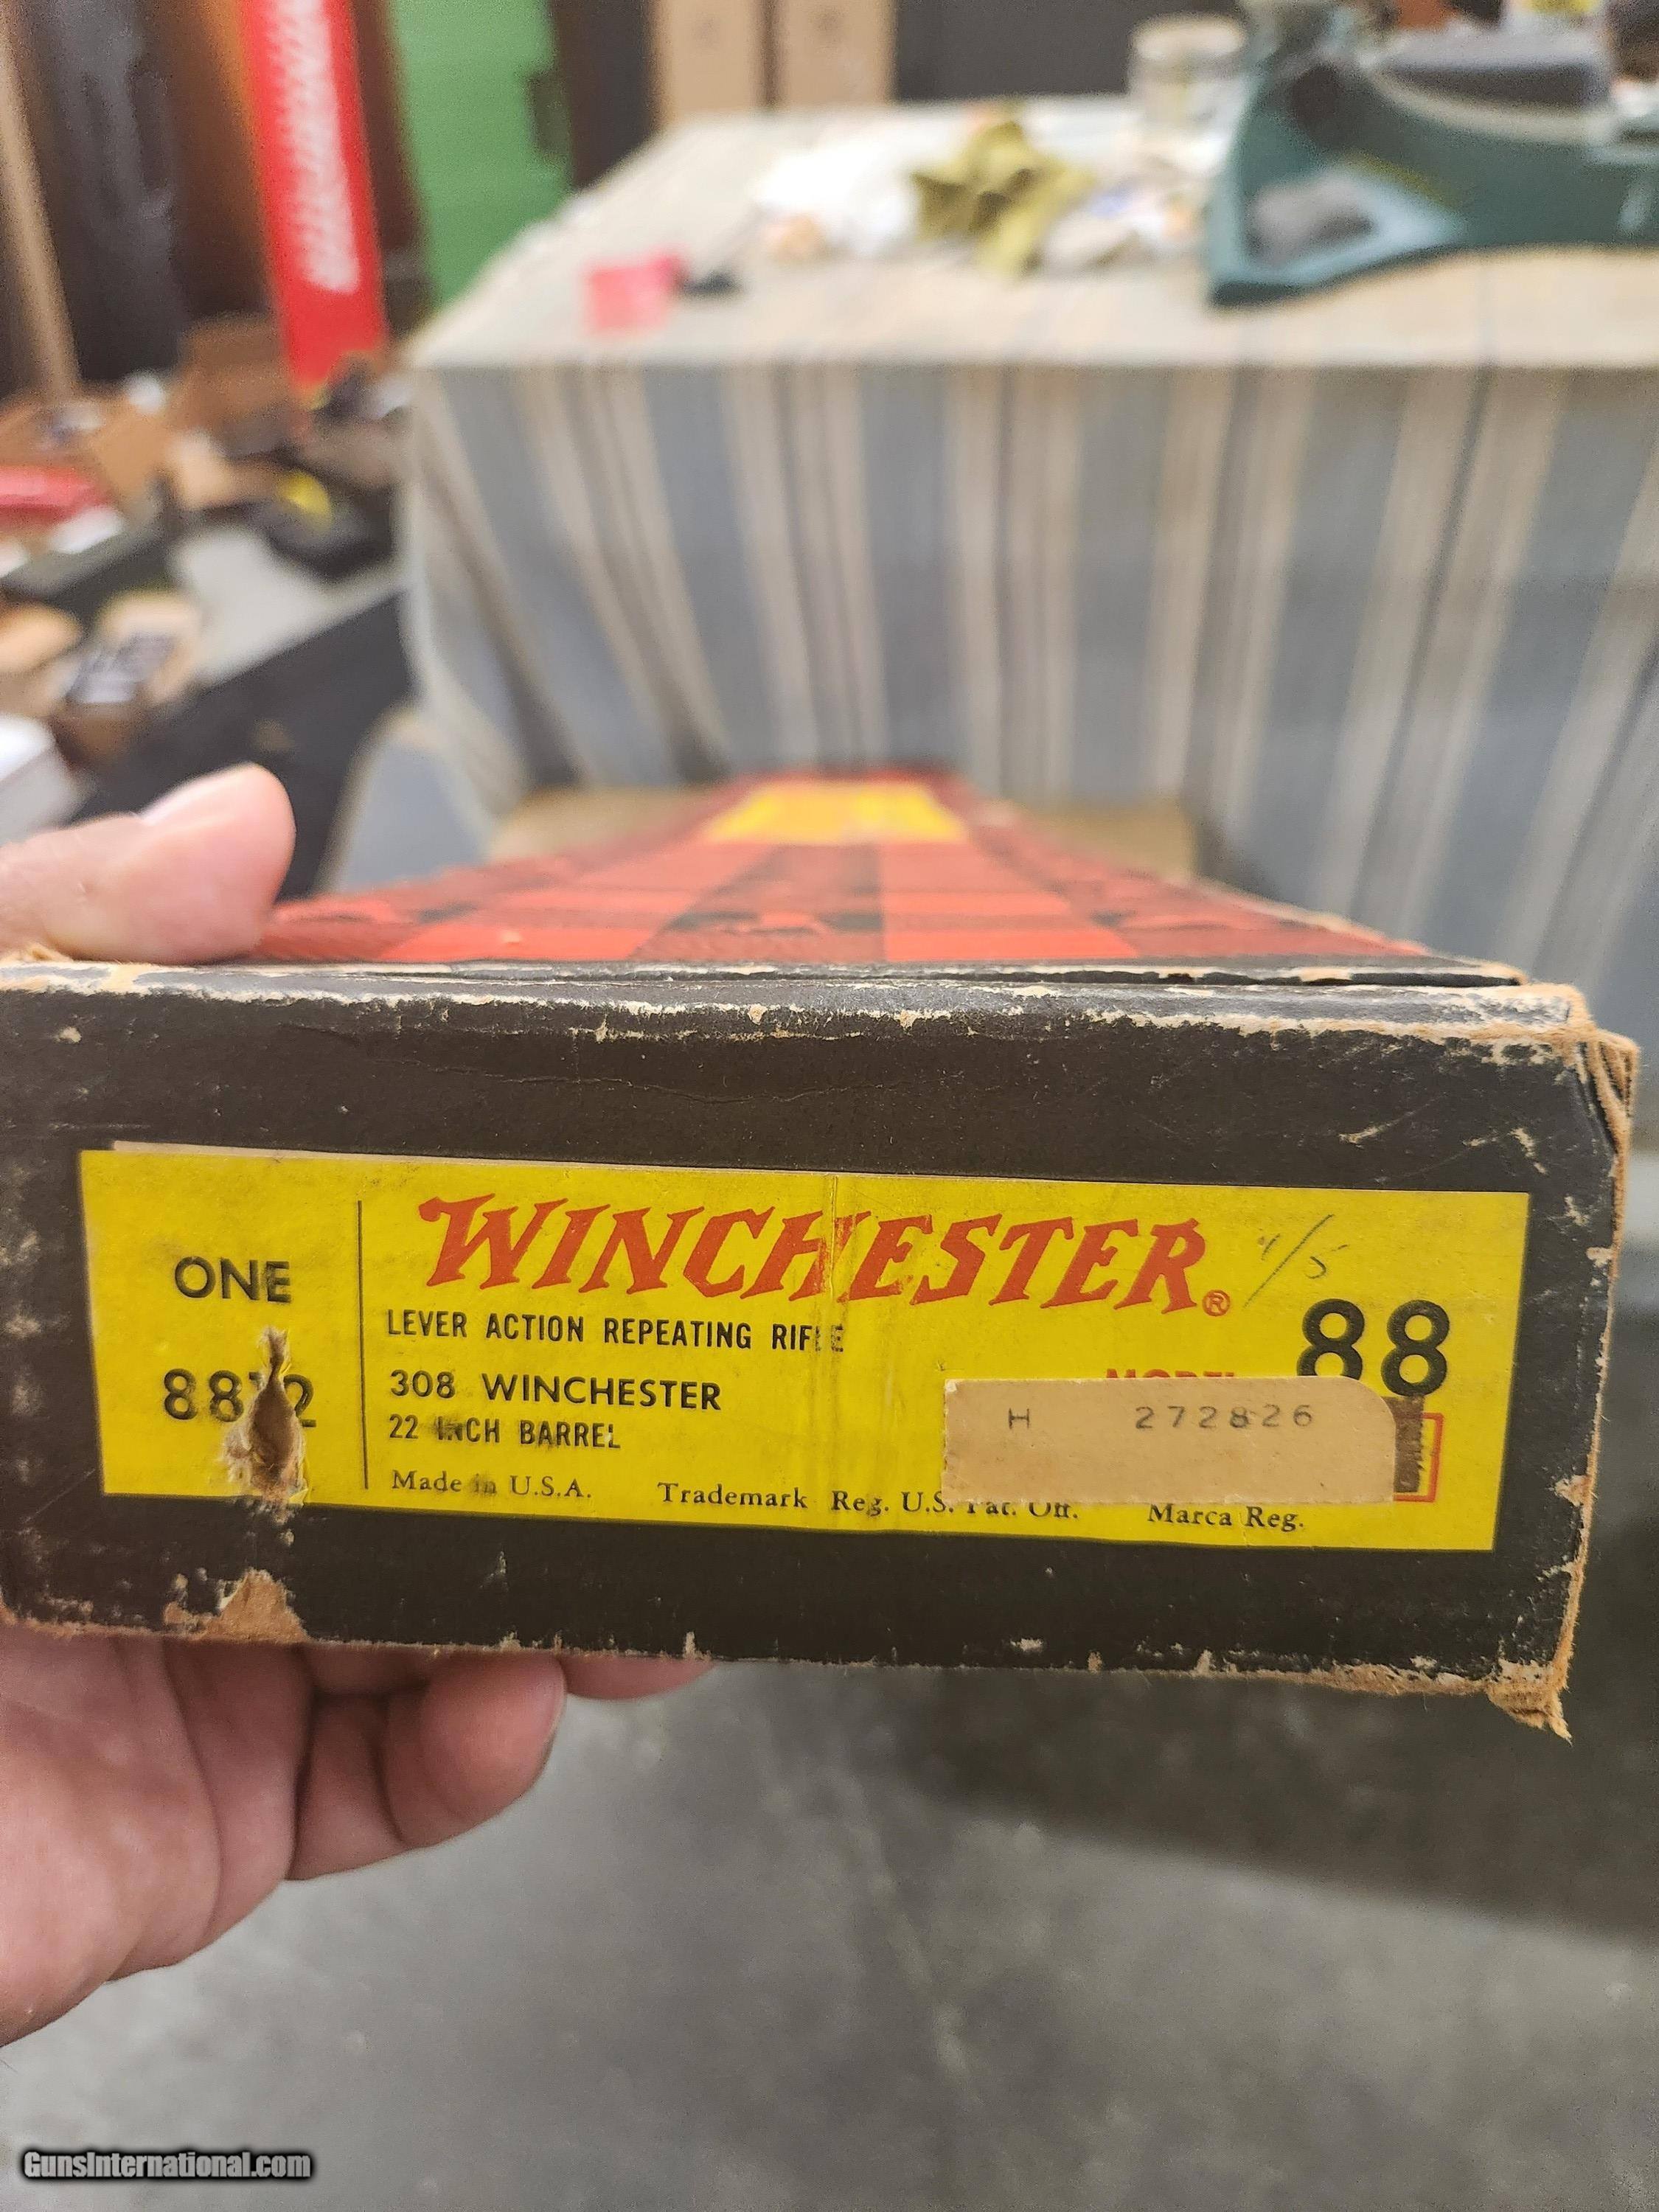 WINCHESTER®
ONE
LEVER ACTION REPEATING RIFLE
88
308 WINCHESTER
22 INCH BARREL
H 272826
Made in U.S.A. Trademark Reg. U.S. Pat. Off. Marca Reg.
GunsInternational.com